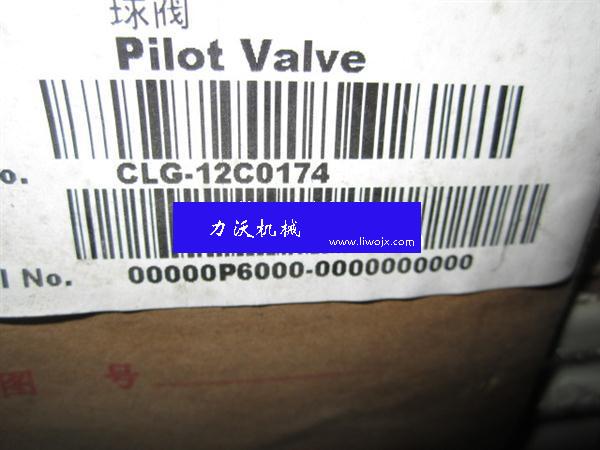 球阀
Pilot Valve
o. CLG-12C0174
力沃机械
www.liwojx.com
l No. 00000P6000-0000000000
图 号